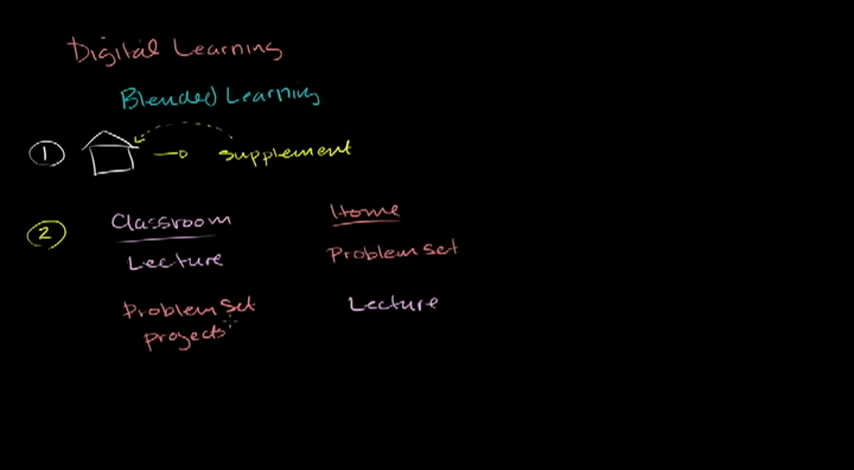 Digital Learning
Blended Learning
1 supplement
2 Classroom Home
Lecture Problem Set
Problem Set Lecture
projects